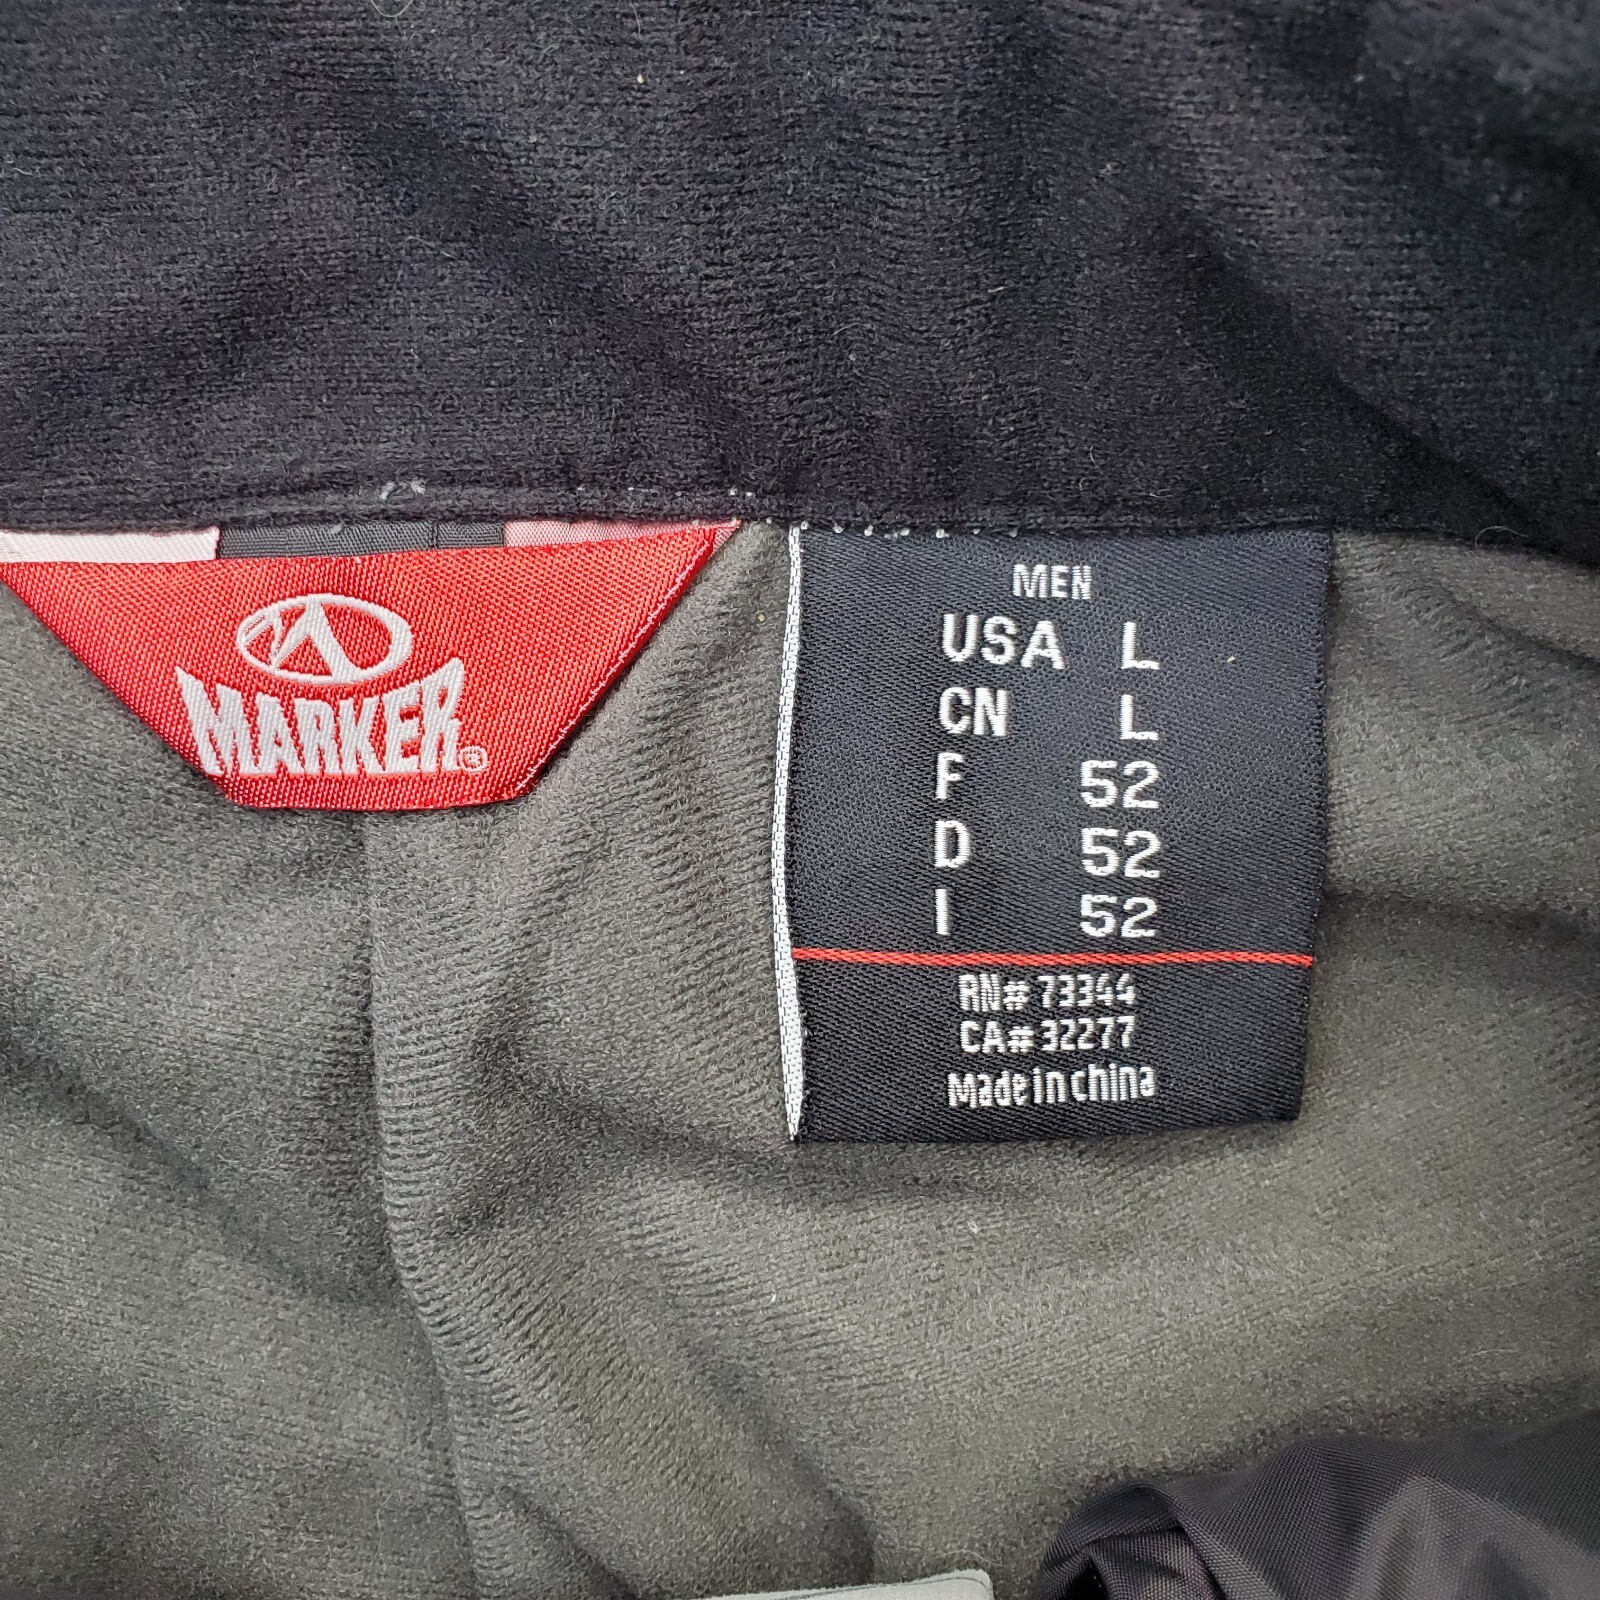 MARKER®
MEN
USA L
CN L
F 52
D 52
I 52
RN# 73344
CA# 32277
Made in china